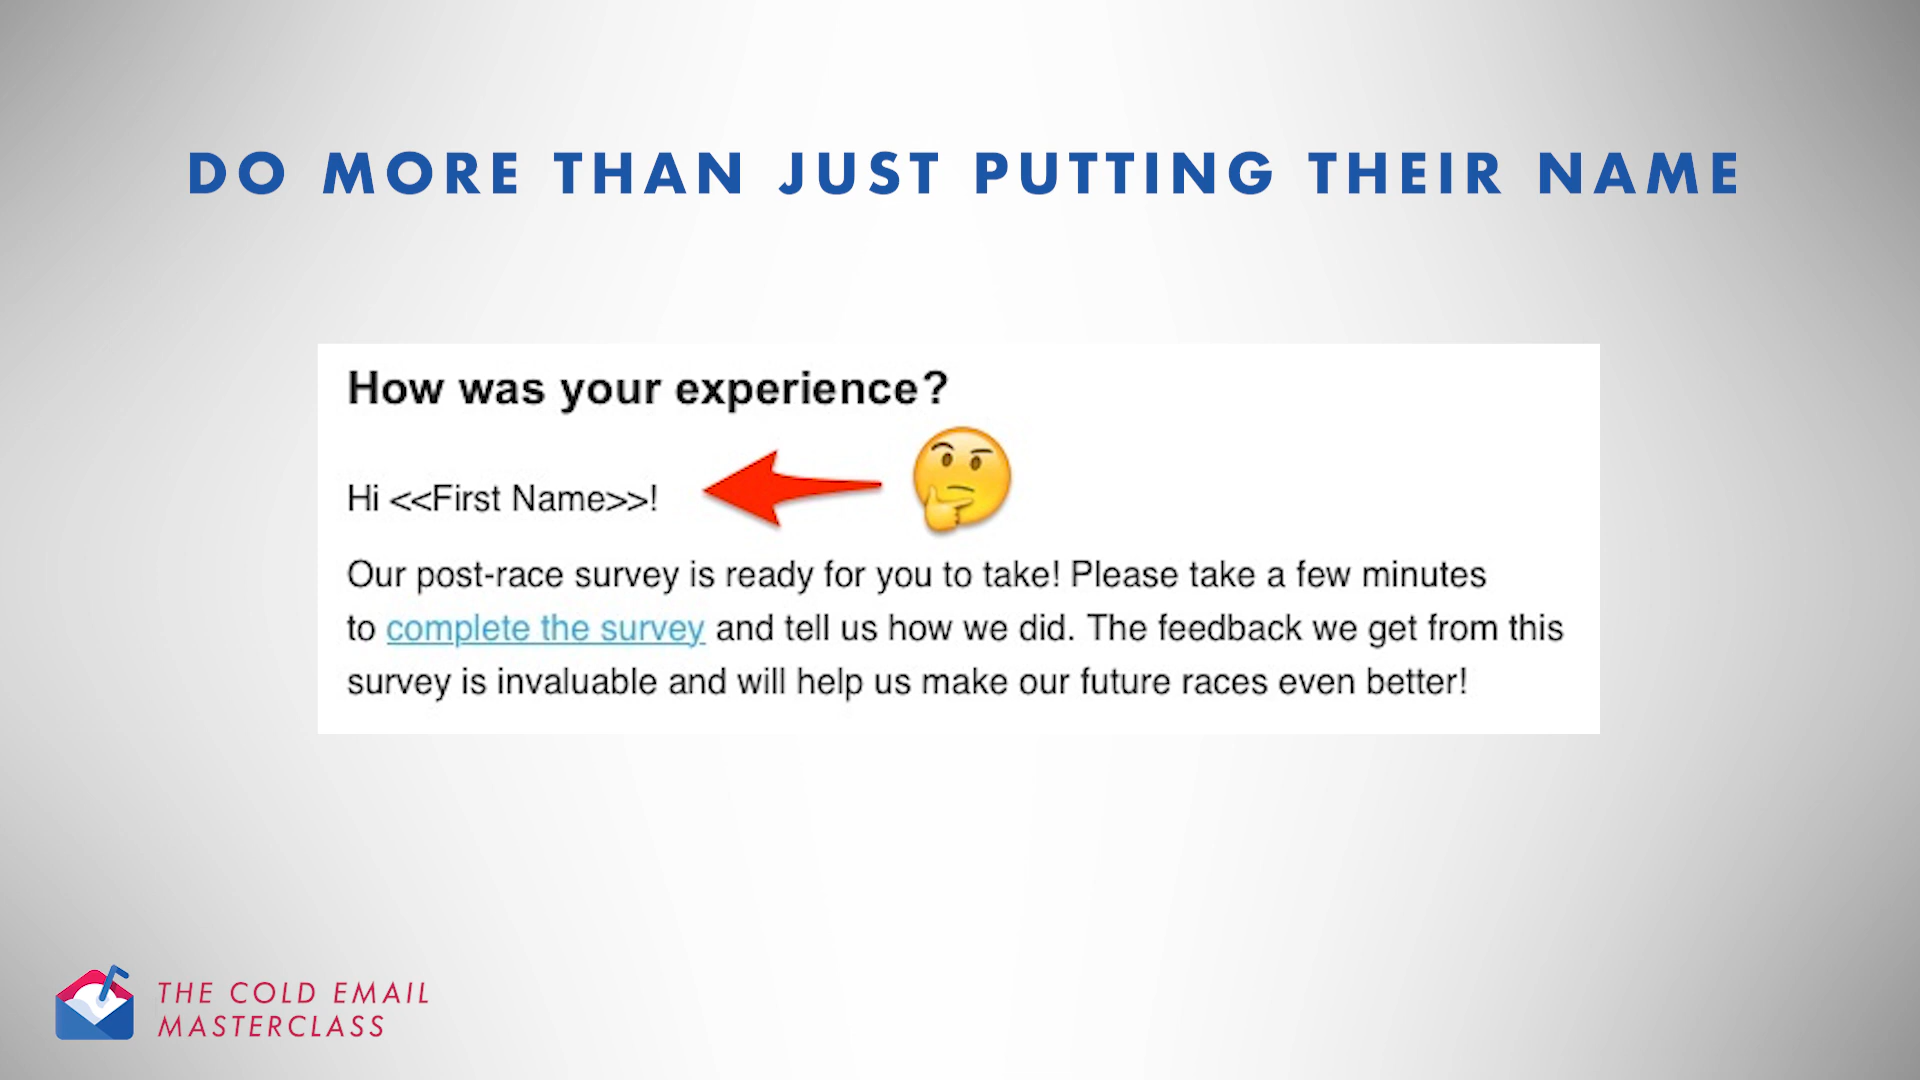 DO MORE THAN JUST PUTTING THEIR NAME
How was your experience?
Hi <<First Name>>!
Our post-race survey is ready for you to take! Please take a few minutes
to complete the survey and tell us how we did. The feedback we get from this
survey is invaluable and will help us make our future races even better!
THE COLD EMAIL
MASTERCLASS